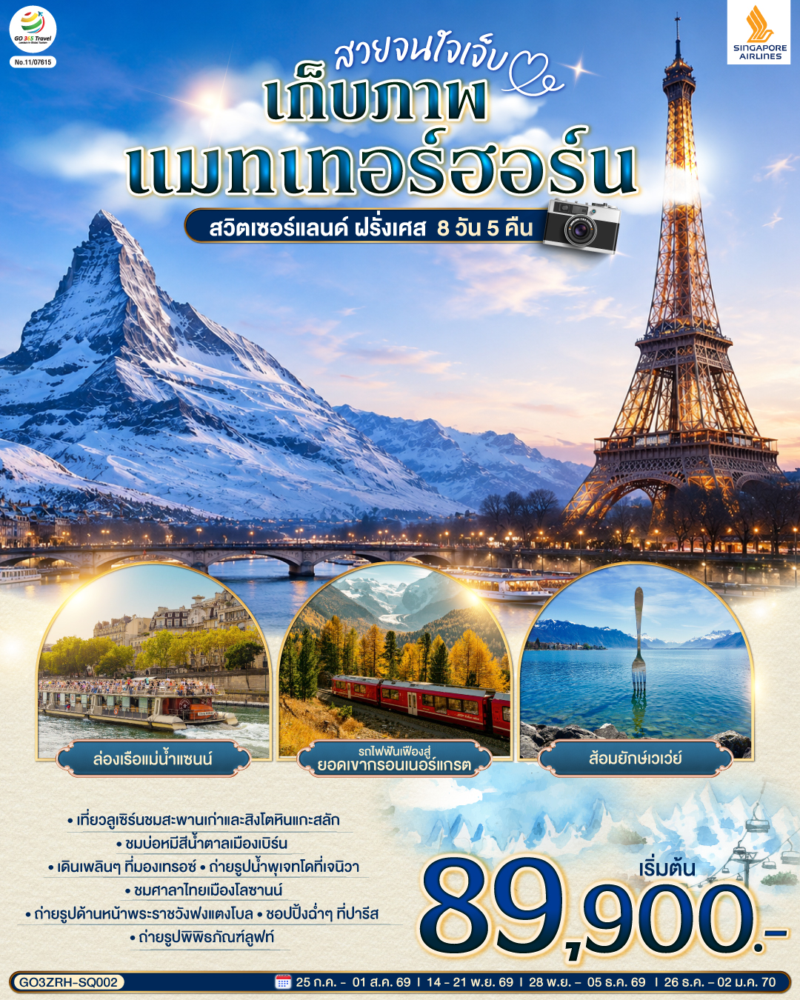 GO 365 Travel
Leaders in Global Tourism
No.11/07615
SINGAPORE
AIRLINES
สวยจนใจเจ็บ
เก็บภาพ
แมทเทอร์ฮอร์น
สวิตเซอร์แลนด์ ฝรั่งเศส 8 วัน 5 คืน
ล่องเรือแม่น้ำแซนน์
รถไฟฟันเฟืองสู่
ยอดเขากรอนเนอร์แกรต
ส้อมยักษ์เวเว่ย์
• เที่ยวลูเซิร์นชมสะพานเก่าและสิงโตหินแกะสลัก
• ชมบ่อหมีสีน้ำตาลเมืองเบิร์น
• เดินเพลินๆ ที่มองเทรอซ์ • ถ่ายรูปน้ำพุเจทโดที่เจนิวา
• ชมศาลาไทยเมืองโลซานน์
• ถ่ายรูปด้านหน้าพระราชวังฟงแตงโบล • ชอปปิ้งฉ่ำๆ ที่ปารีส
• ถ่ายรูปพิพิธภัณฑ์ลูฟท์
เริ่มต้น
89,900.-
GO3ZRH-SQ002
25 ก.ค. - 01 ส.ค. 69 | 14 - 21 พ.ย. 69 | 28 พ.ย. - 05 ธ.ค. 69 | 26 ธ.ค. - 02 ม.ค. 70